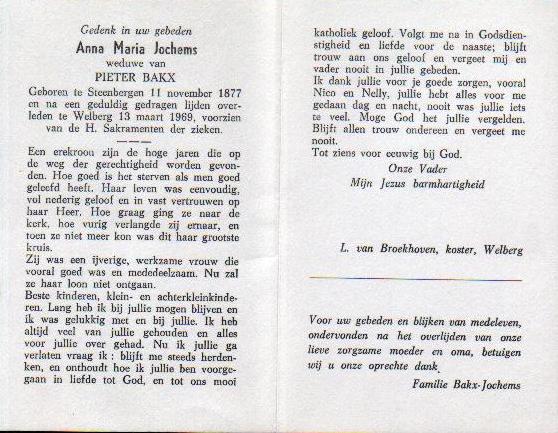 Gedenk in uw gebeden
Anna Maria Jochems
weduwe van
PIETER BAKX
Geboren te Steenbergen 11 november 1877
en na een geduldig gedragen lijden over-
leden te Welberg 13 maart 1969, voorzien
van de H. Sakramenten der zieken.
Een erekroon zijn de hoge jaren die op
de weg der gerechtigheid worden gevon-
den. Hoe goed is het sterven als men goed
geleefd heeft. Haar leven was eenvoudig,
vol nederig geloof en in vast vertrouwen op
haar Heer. Hoe graag ging ze naar de
kerk, hoe vurig verlangde zij ernaar, en
toen ze niet meer kon was dit haar grootste
kruis.
Zij was een ijverige, werkzame vrouw die
vooral goed was en mededeelzaam. Nu zal
ze haar loon niet ontgaan.
Beste kinderen, klein- en achterkleinkinde-
ren. Lang heb ik bij jullie mogen blijven en
ik was gelukkig met en bij jullie. Ik heb
altijd veel van jullie gehouden en alles
voor jullie over gehad. Nu ik jullie ga
verlaten vraag ik : blijft me steeds herden-
ken, en onthoudt hoe ik jullie ben voorge-
gaan in liefde tot God, en tot ons mooi
katholiek geloof. Volgt me na in Godsdien-
stigheid en liefde voor de naaste; blijft
trouw aan ons geloof en vergeet mij en
vader nooit in jullie gebeden.
Ik dank jullie voor je goede zorgen, vooral
Nico en Nelly, jullie hebt alles voor me
gedaan dag en nacht, nooit was jullie iets
te veel. Moge God het jullie vergelden.
Blijft allen trouw ondereen en vergeet me
nooit.
Tot ziens voor eeuwig bij God.
Onze Vader
Mijn Jezus barmhartigheid
L. van Broekhoven, koster, Welberg
Voor uw gebeden en blijken van medeleven,
ondervonden na het overlijden van onze
lieve zorgzame moeder en oma, betuigen
wij u onze oprechte dank.
Familie Bakx-Jochems